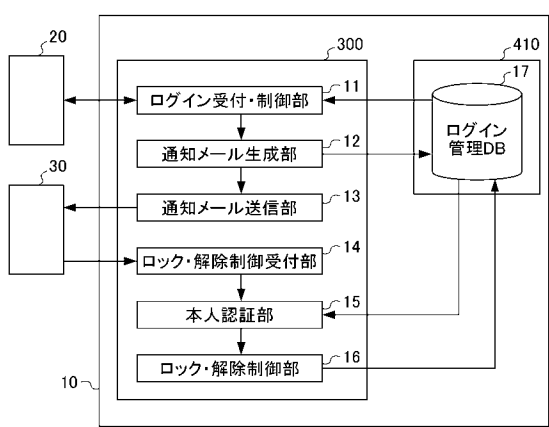 20
300
410
ログイン受付・制御部
11
17
通知メール生成部
12
ログイン
管理DB
30
通知メール送信部
13
ロック・解除制御受付部
14
本人認証部
15
ロック・解除制御部
16
10